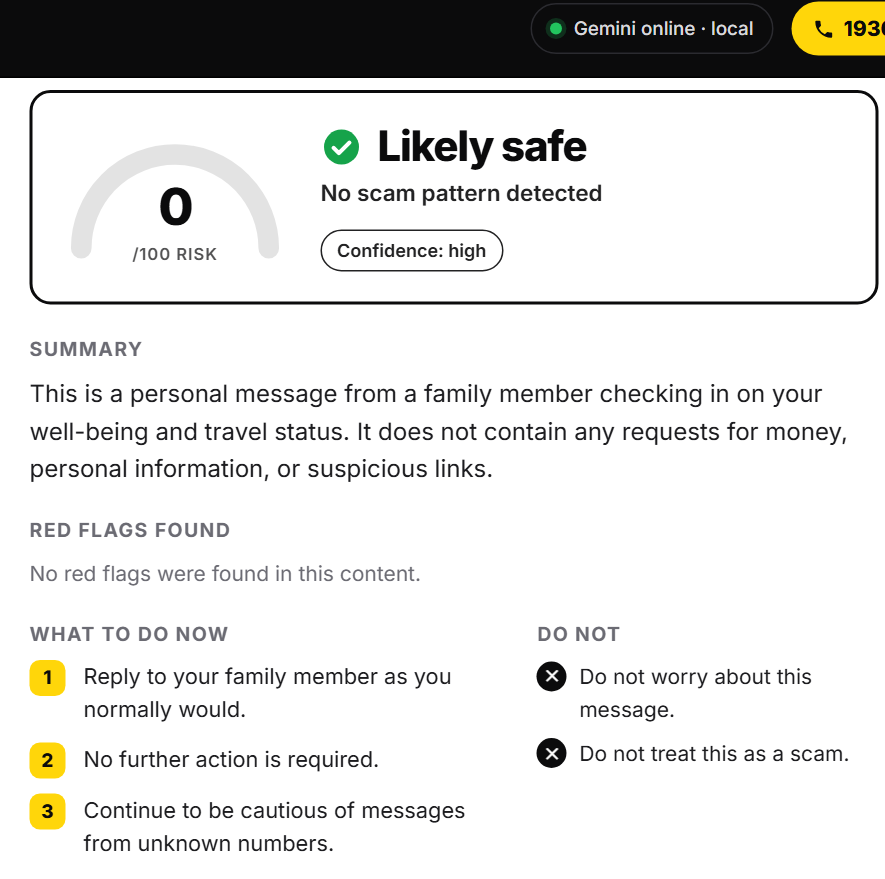 Gemini online · local
Likely safe
No scam pattern detected
0
/100 RISK
Confidence: high
SUMMARY
This is a personal message from a family member checking in on your
well-being and travel status. It does not contain any requests for money,
personal information, or suspicious links.
RED FLAGS FOUND
No red flags were found in this content.
WHAT TO DO NOW
1 Reply to your family member as you
normally would.
2 No further action is required.
3 Continue to be cautious of messages
from unknown numbers.
DO NOT
Do not worry about this
message.
Do not treat this as a scam.